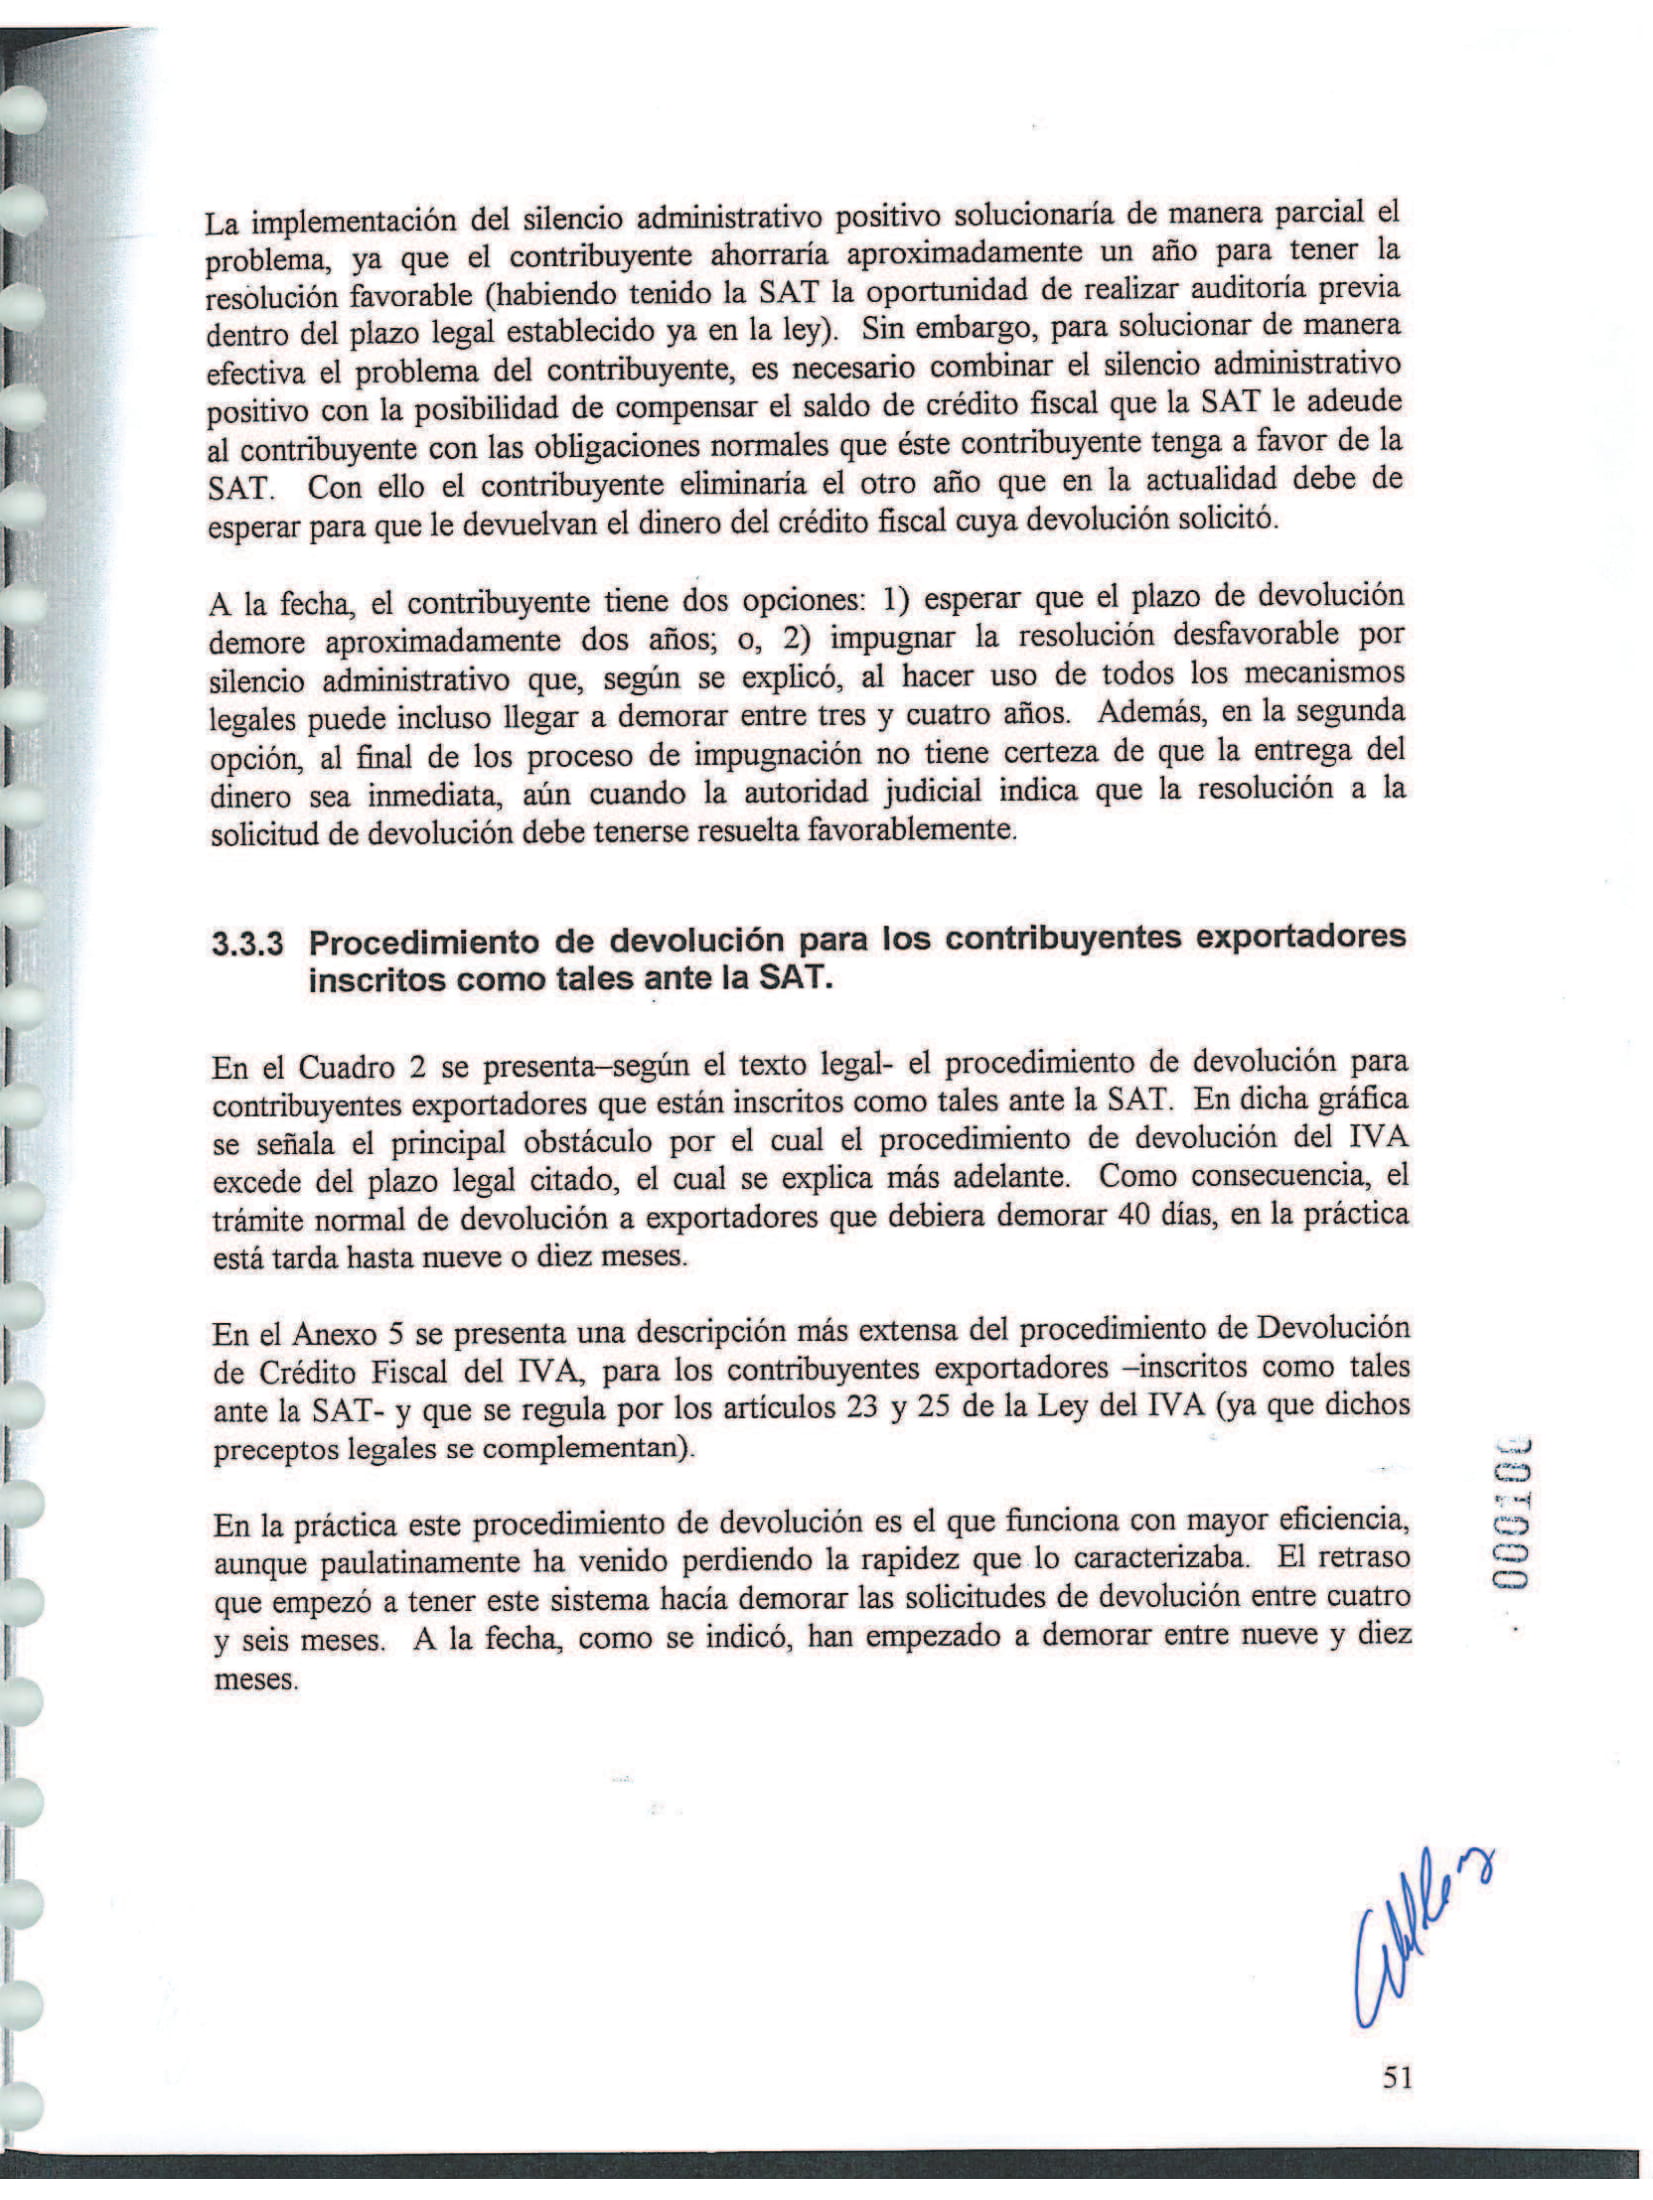 La implementación del silencio administrativo positivo solucionaría de manera parcial el
problema, ya que el contribuyente ahorraría aproximadamente un año para tener la
resolución favorable (habiendo tenido la SAT la oportunidad de realizar auditoría previa
dentro del plazo legal establecido ya en la ley). Sin embargo, para solucionar de manera
efectiva el problema del contribuyente, es necesario combinar el silencio administrativo
positivo con la posibilidad de compensar el saldo de crédito fiscal que la SAT le adeude
al contribuyente con las obligaciones normales que éste contribuyente tenga a favor de la
SAT. Con ello el contribuyente eliminaría el otro año que en la actualidad debe de
esperar para que le devuelvan el dinero del crédito fiscal cuya devolución solicitó.
A la fecha, el contribuyente tiene dos opciones: 1) esperar que el plazo de devolución
demore aproximadamente dos años; o, 2) impugnar la resolución desfavorable por
silencio administrativo que, según se explicó, al hacer uso de todos los mecanismos
legales puede incluso llegar a demorar entre tres y cuatro años. Además, en la segunda
opción, al final de los proceso de impugnación no tiene certeza de que la entrega del
dinero sea inmediata, aún cuando la autoridad judicial indica que la resolución a la
solicitud de devolución debe tenerse resuelta favorablemente.
3.3.3 Procedimiento de devolución para los contribuyentes exportadores
inscritos como tales ante la SAT.
En el Cuadro 2 se presenta–según el texto legal- el procedimiento de devolución para
contribuyentes exportadores que están inscritos como tales ante la SAT. En dicha gráfica
se señala el principal obstáculo por el cual el procedimiento de devolución del IVA
excede del plazo legal citado, el cual se explica más adelante. Como consecuencia, el
trámite normal de devolución a exportadores que debiera demorar 40 días, en la práctica
está tarda hasta nueve o diez meses.
En el Anexo 5 se presenta una descripción más extensa del procedimiento de Devolución
de Crédito Fiscal del IVA, para los contribuyentes exportadores –inscritos como tales
ante la SAT- y que se regula por los artículos 23 y 25 de la Ley del IVA (ya que dichos
preceptos legales se complementan).
En la práctica este procedimiento de devolución es el que funciona con mayor eficiencia,
aunque paulatinamente ha venido perdiendo la rapidez que lo caracterizaba. El retraso
que empezó a tener este sistema hacía demorar las solicitudes de devolución entre cuatro
y seis meses. A la fecha, como se indicó, han empezado a demorar entre nueve y diez
meses.
000100
51